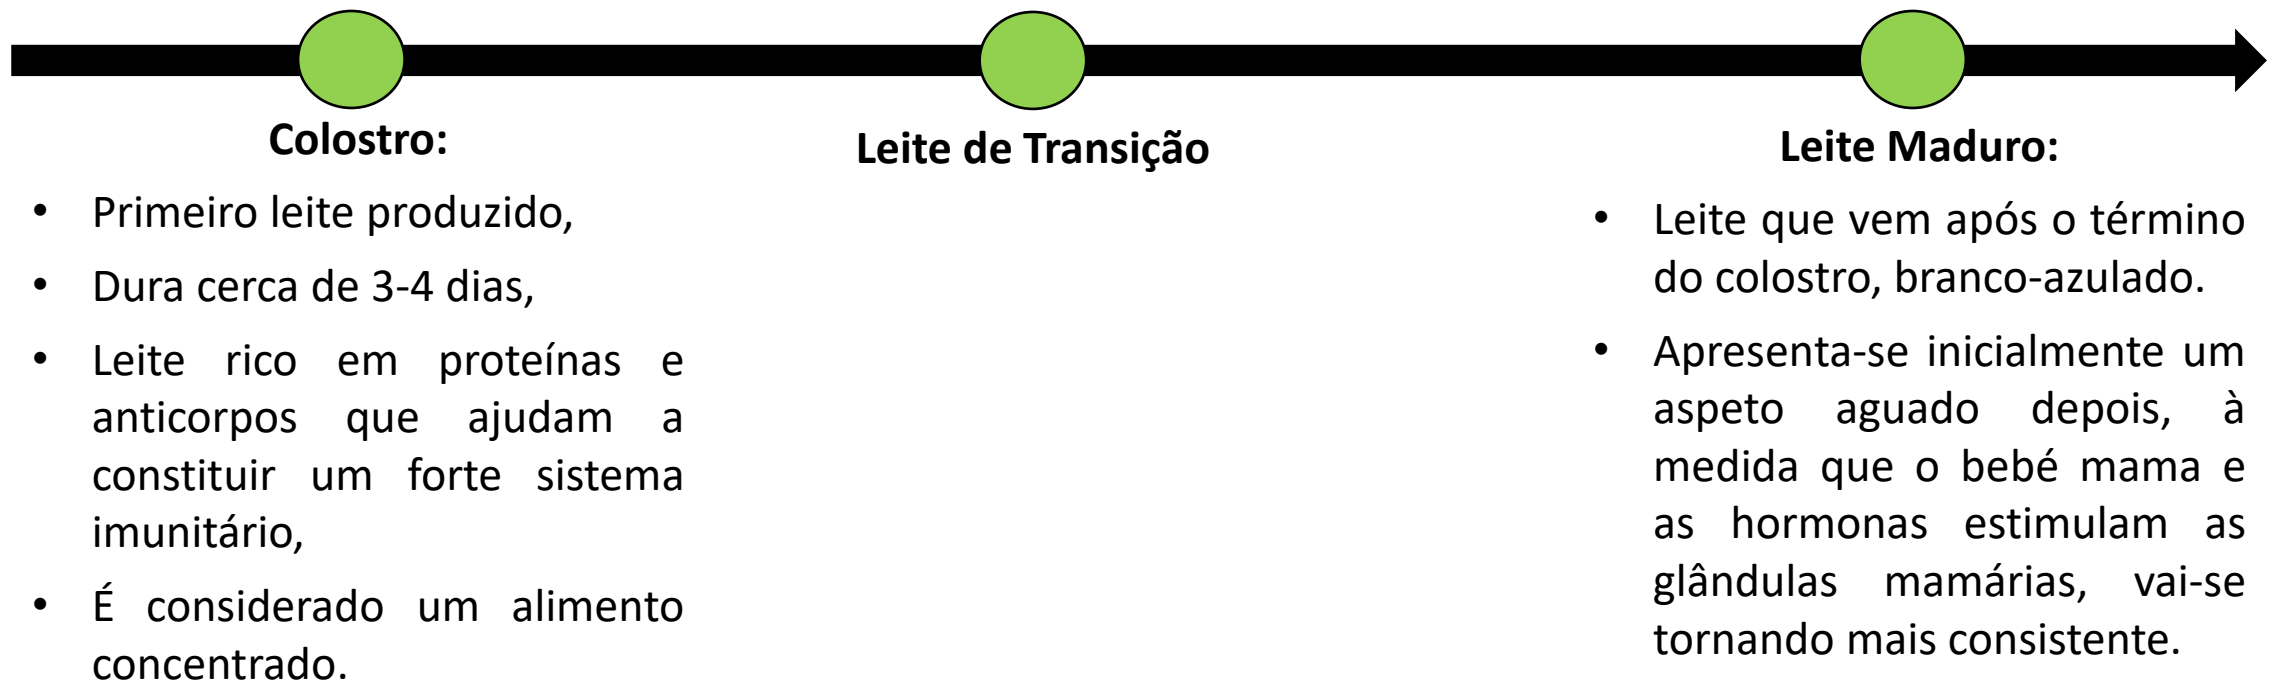 Colostro:
• Primeiro leite produzido,
• Dura cerca de 3-4 dias,
• Leite rico em proteínas e
anticorpos que ajudam a
constituir um forte sistema
imunitário,
• É considerado um alimento
concentrado.
Leite de Transição
Leite Maduro:
• Leite que vem após o término
do colostro, branco-azulado.
• Apresenta-se inicialmente um
aspeto aguado depois, à
medida que o bebé mama e
as hormonas estimulam as
glândulas mamárias, vai-se
tornando mais consistente.